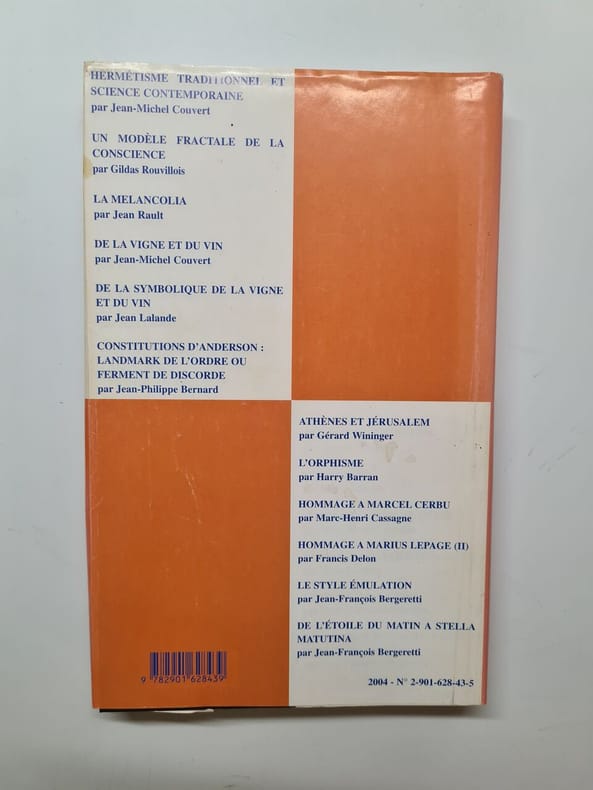 HERMÉTISME TRADITIONNEL ET
SCIENCE CONTEMPORAINE
par Jean-Michel Couvert
UN MODÈLE FRACTALE DE LA
CONSCIENCE
par Gildas Rouvillois
LA MELANCOLIA
par Jean Rault
DE LA VIGNE ET DU VIN
par Jean-Michel Couvert
DE LA SYMBOLIQUE DE LA VIGNE
ET DU VIN
par Jean Lalande
CONSTITUTIONS D'ANDERSON :
LANDMARK DE L'ORDRE OU
FERMENT DE DISCORDE
par Jean-Philippe Bernard
ATHÈNES ET JÉRUSALEM
par Gérard Wininger
L'ORPHISME
par Harry Barran
HOMMAGE A MARCEL CERBU
par Marc-Henri Cassagne
HOMMAGE A MARIUS LEPAGE (II)
par Francis Delon
LE STYLE ÉMULATION
par Jean-François Bergeretti
DE L'ÉTOILE DU MATIN A STELLA
MATUTINA
par Jean-François Bergeretti
9 782901 628439
2004 - N° 2-901-628-43-5